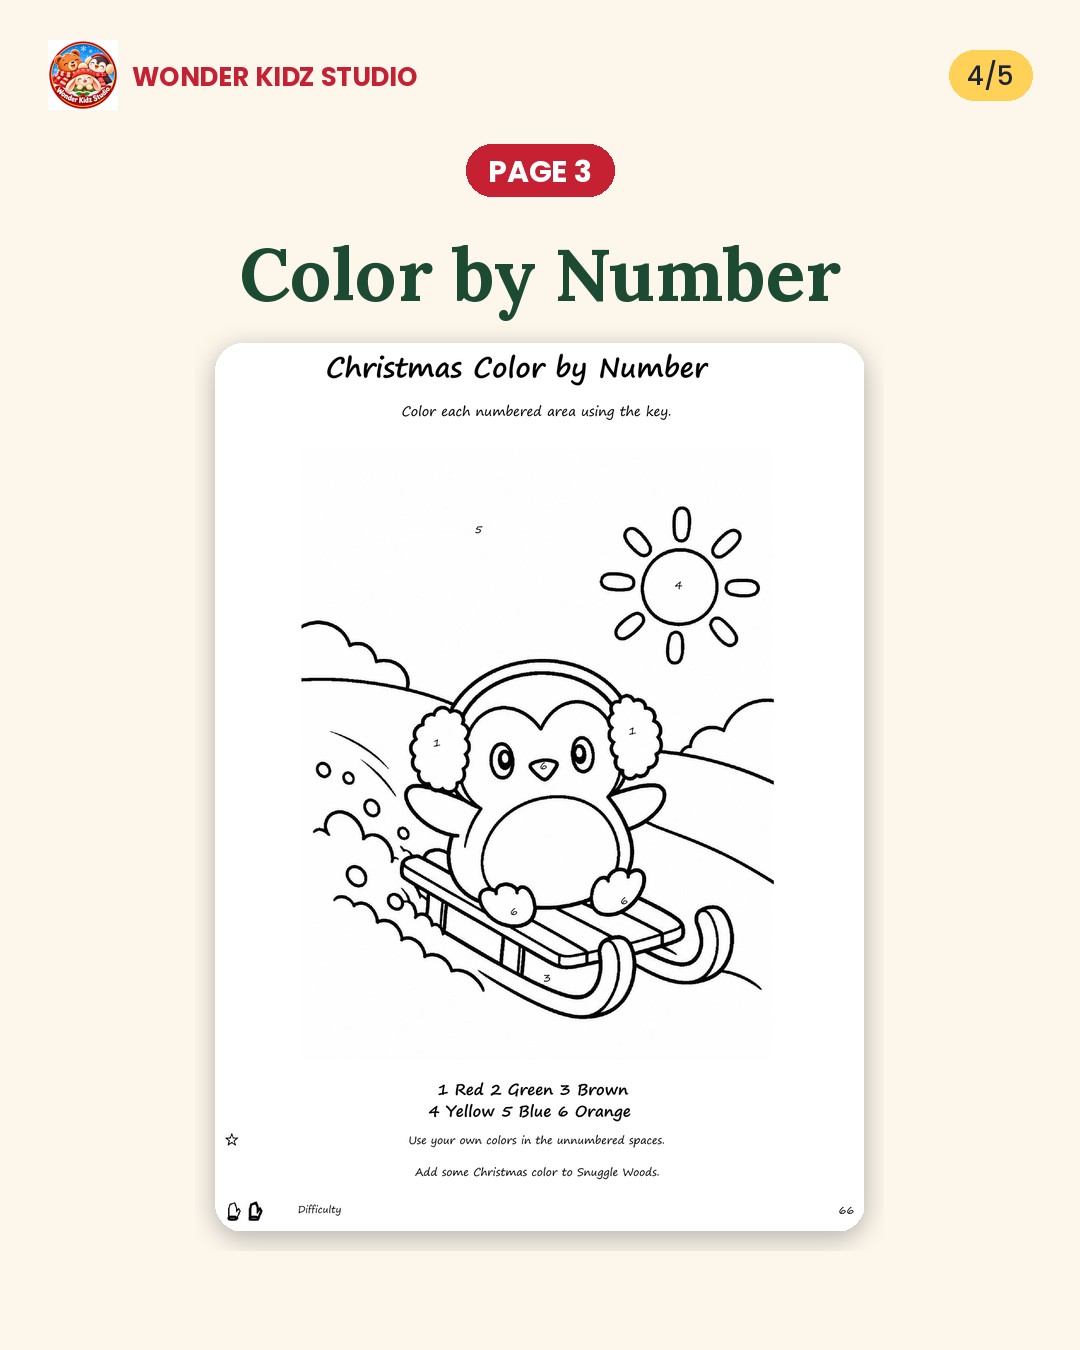 Wonder Kidz Studio
WONDER KIDZ STUDIO
4/5
PAGE 3
Color by Number
Christmas Color by Number
Color each numbered area using the key.
5
4
1
1
6
6
6
3
1 Red 2 Green 3 Brown
4 Yellow 5 Blue 6 Orange
Use your own colors in the unnumbered spaces.
Add some Christmas color to Snuggle Woods.
Difficulty
66